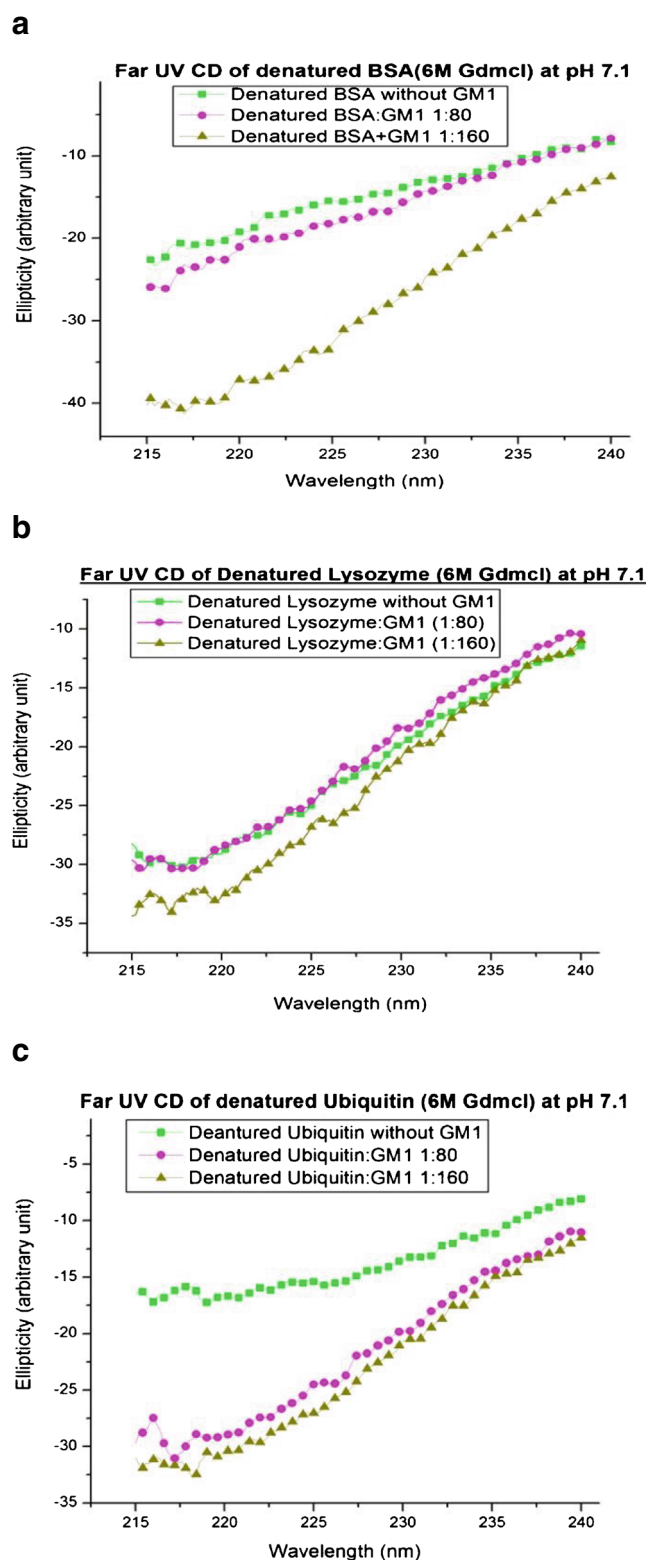 a
Far UV CD of denatured BSA(6M Gdmcl) at pH 7.1
Denatured BSA without GM1
Denatured BSA:GM1 1:80
Denatured BSA+GM1 1:160
Ellipticity (arbitrary unit)
-10
-20
-30
-40
215 220 225 230 235 240
Wavelength (nm)
b
Far UV CD of Denatured Lysozyme (6M Gdmcl) at pH 7.1
Denatured Lysozyme without GM1
Denatured Lysozyme:GM1 (1:80)
Denatured Lysozyme:GM1 (1:160)
Ellipticity (arbitrary unit)
-10
-15
-20
-25
-30
-35
215 220 225 230 235 240
Wavelength (nm)
c
Far UV CD of denatured Ubiquitin (6M Gdmcl) at pH 7.1
Deantured Ubiquitin without GM1
Denatured Ubiquitin:GM1 1:80
Denatured Ubiquitin:GM1 1:160
Ellipticity (arbitrary unit)
-5
-10
-15
-20
-25
-30
-35
215 220 225 230 235 240
Wavelength (nm)